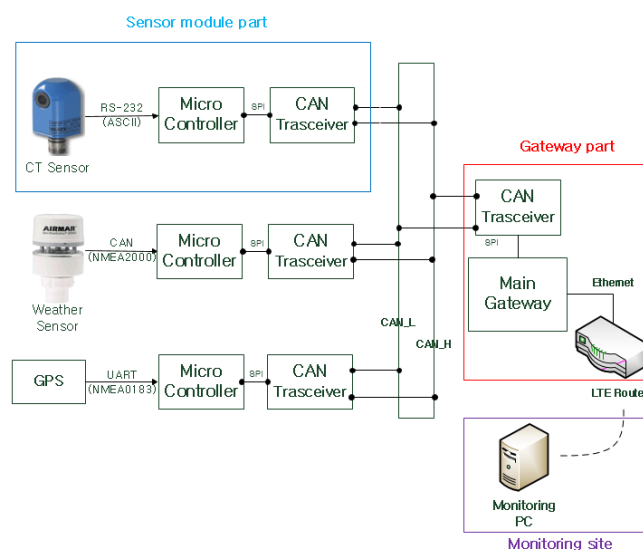 Sensor module part
RS-232
(ASCII)
Micro
Controller
SPI
CAN
Trasceiver
CT Sensor
Gateway part
CAN
Trasceiver
SPI
Main
Gateway
Ethernet
LTE Route
AIRMAR
CAN
(NMEA2000)
Micro
Controller
SPI
CAN
Trasceiver
Weather
Sensor
CAN_L
CAN_H
GPS
UART
(NMEA0183)
Micro
Controller
SPI
CAN
Trasceiver
Monitoring
PC
Monitoring site